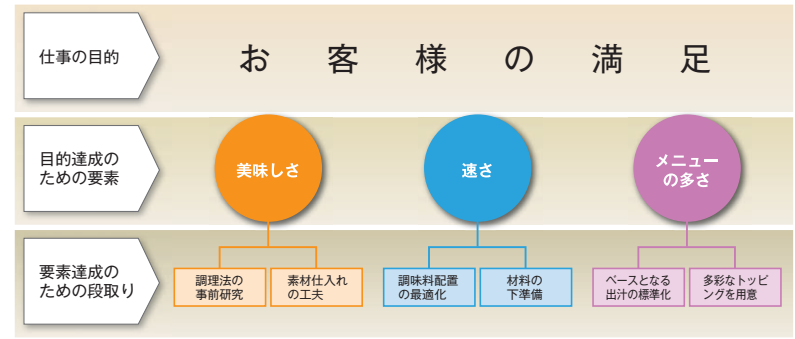 仕事の目的
お客様の満足
目的達成の
ための要素
美味しさ
速さ
メニュー
の多さ
要素達成の
ための段取り
調理法の
事前研究
素材仕入れ
の工夫
調味料配置
の最適化
材料の
下準備
ベースとなる
出汁の標準化
多彩なトッピ
ングを用意